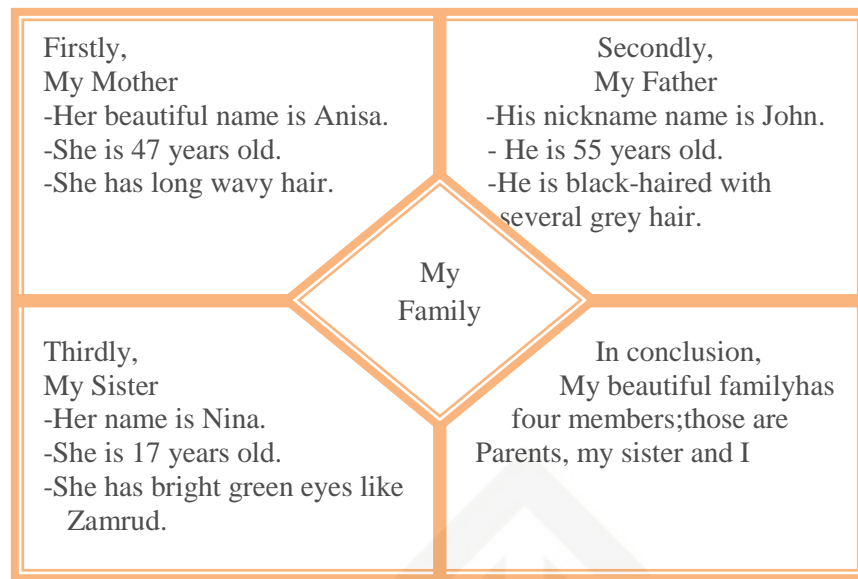 Firstly,
My Mother
-Her beautiful name is Anisa.
-She is 47 years old.
-She has long wavy hair.
Secondly,
My Father
-His nickname name is John.
- He is 55 years old.
-He is black-haired with
several grey hair.
My
Family
Thirdly,
My Sister
-Her name is Nina.
-She is 17 years old.
-She has bright green eyes like
Zamrud.
In conclusion,
My beautiful familyhas
four members;those are
Parents, my sister and I